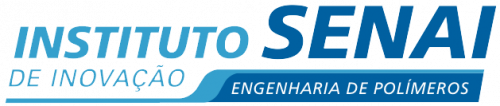 INSTITUTO SENAI
DE INOVAÇÃO
ENGENHARIA DE POLÍMEROS